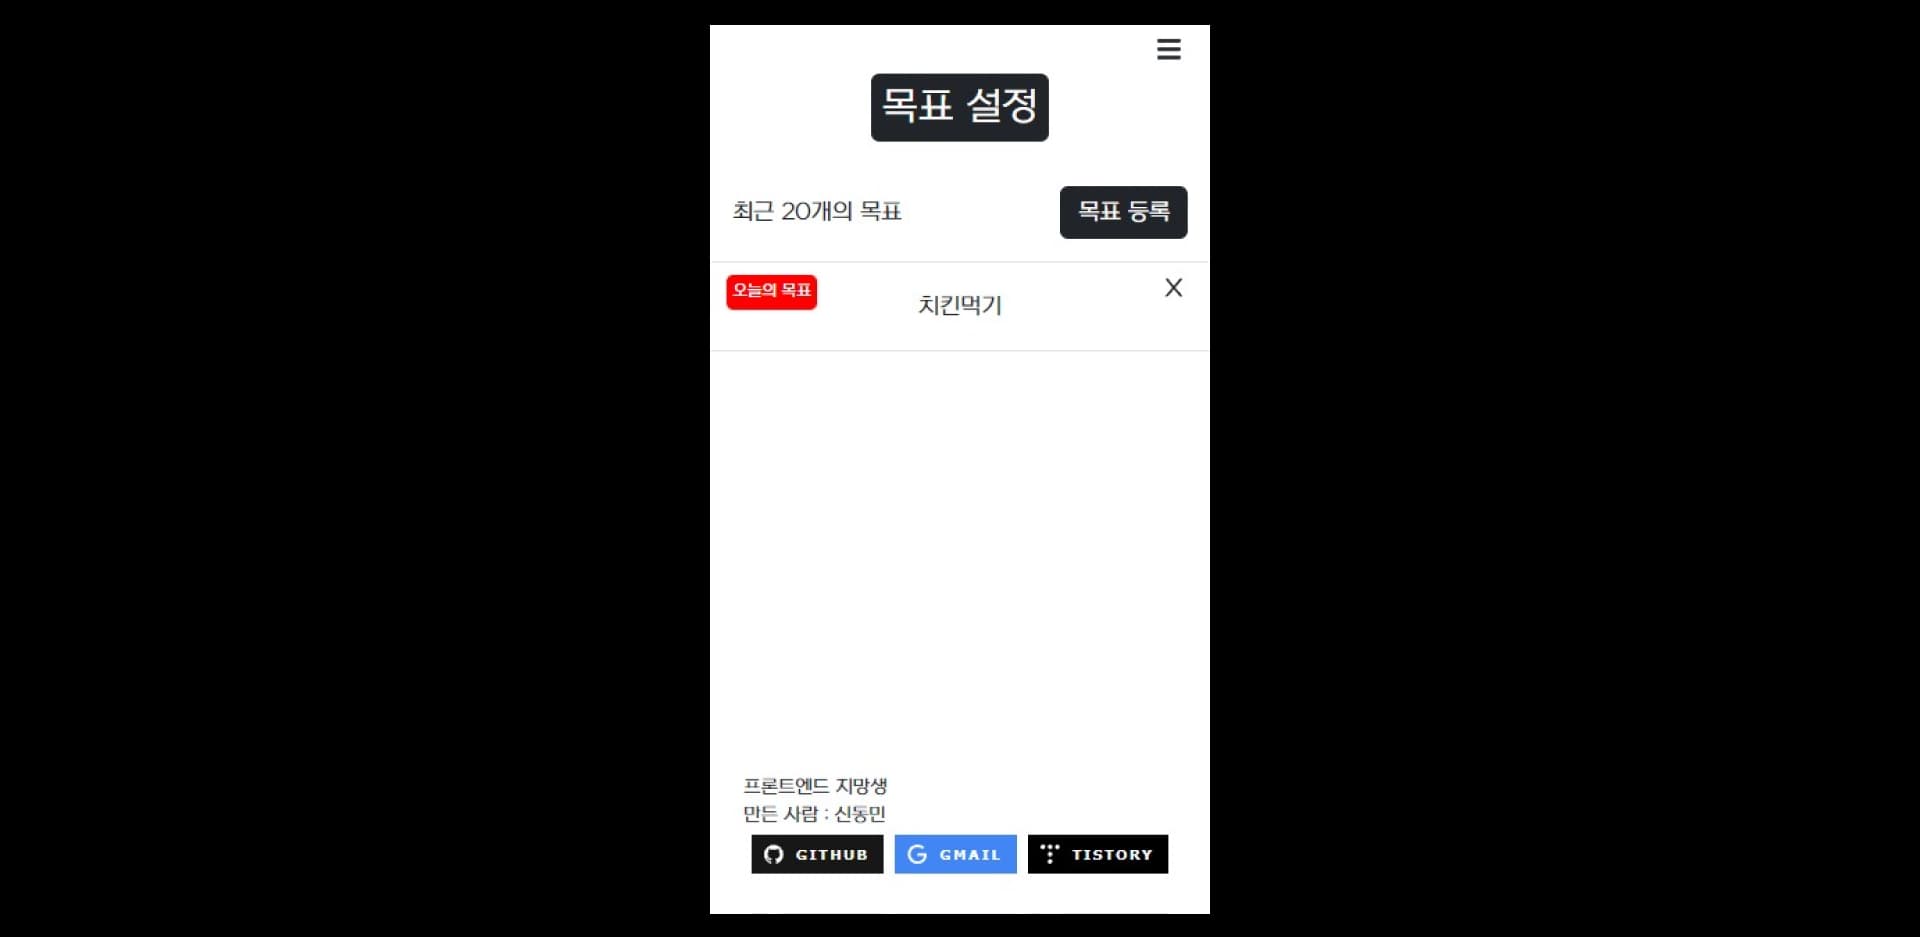 목표 설정
최근 20개의 목표
목표 등록
오늘의 목표
X
치킨먹기
프론트엔드 지망생
만든 사람 : 신동민
GITHUB
GMAIL
TISTORY